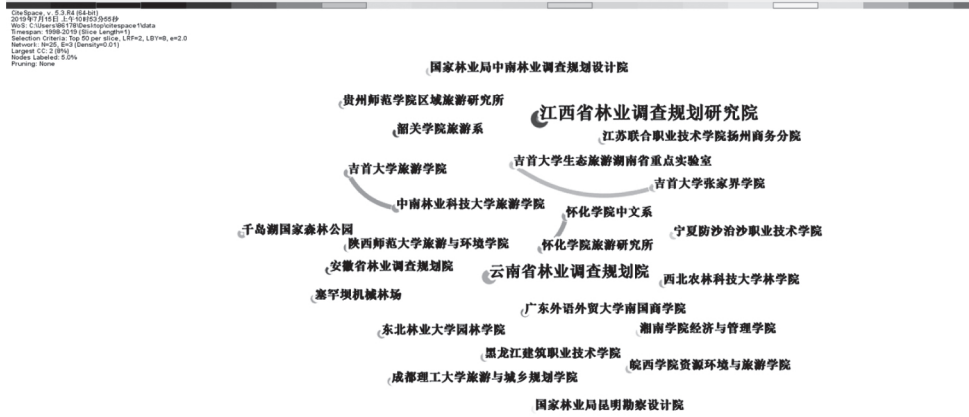 CiteSpace, v. 5.3.R4 (64-bit)
2019年7月15日 上午10时53分55秒
WoS: C:\Users\86178\Desktop\citespace1\data
Timespan: 1998-2019 (Slice Length=1)
Selection Criteria: Top 50 per slice, LRF=2, LBY=8, e=2.0
Network: N=25, E=3 (Density=0.01)
Largest CC: 2 (8%)
Nodes Labeled: 5.0%
Pruning: None
国家林业局中南林业调查规划设计院
贵州师范学院区域旅游研究所
江西省林业调查规划研究院
韶关学院旅游系
江苏联合职业技术学院扬州商务分院
吉首大学生态旅游湖南省重点实验室
吉首大学旅游学院
吉首大学张家界学院
中南林业科技大学旅游学院
怀化学院中文系
千岛湖国家森林公园
宁夏防沙治沙职业技术学院
陕西师范大学旅游与环境学院
怀化学院旅游研究所
安徽省林业调查规划院
云南省林业调查规划院
西北农林科技大学林学院
塞罕坝机械林场
广东外语外贸大学南国商学院
东北林业大学园林学院
湘南学院经济与管理学院
黑龙江建筑职业技术学院
皖西学院资源环境与旅游学院
成都理工大学旅游与城乡规划学院
国家林业局昆明勘察设计院